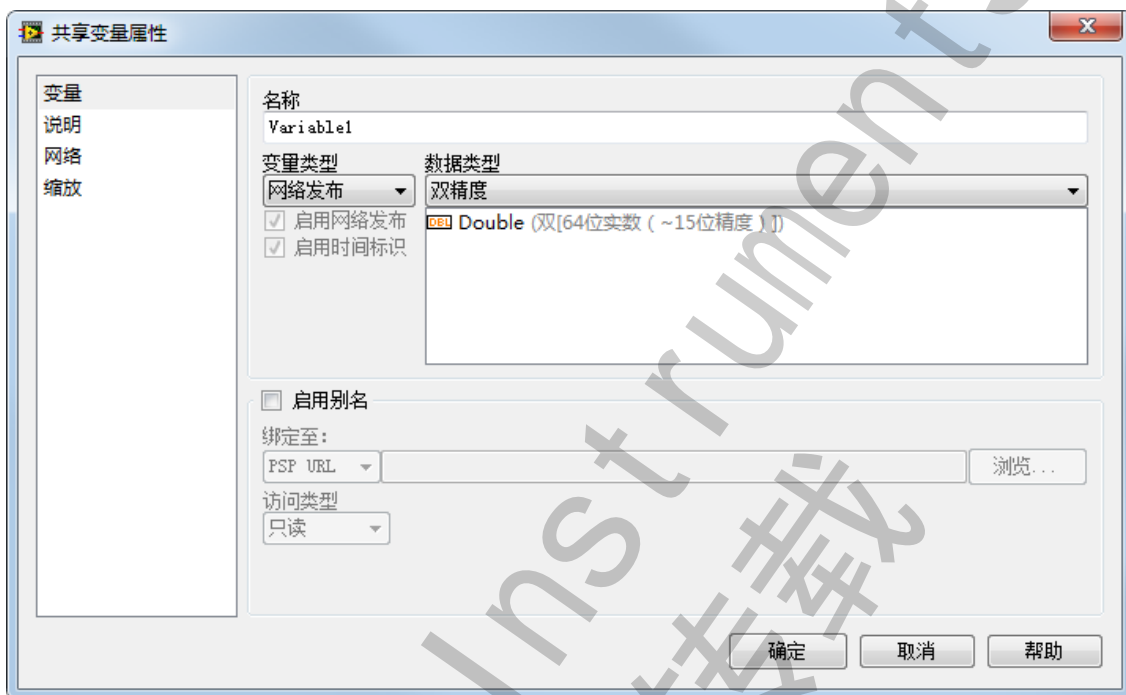 共享变量属性
变量
说明
网络
缩放
名称
Variable1
变量类型 数据类型
网络发布 双精度
启用网络发布
启用时间标识
DBL Double (双[64位实数（~15位精度）])
启用别名
绑定至：
PSP URL 浏览...
访问类型
只读
确定 取消 帮助
Instrument
转载